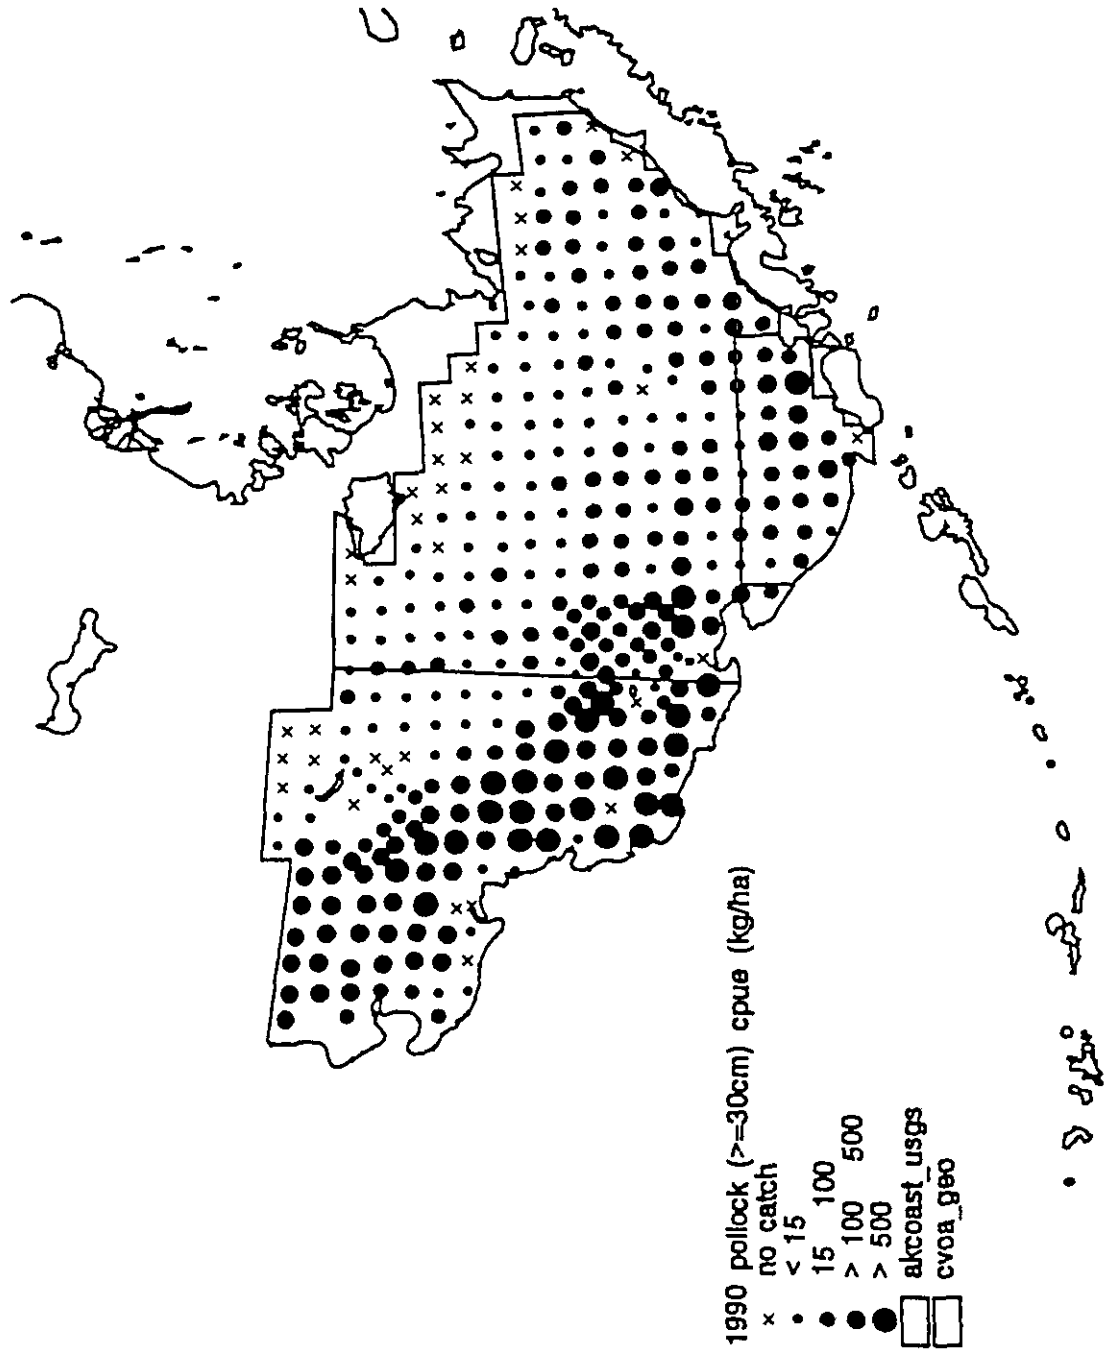 1990 pollock (>=30cm) cpue (kg/ha)
× no catch
< 15
15 100
> 100 500
> 500
akcoast_usgs
cvoa_geo